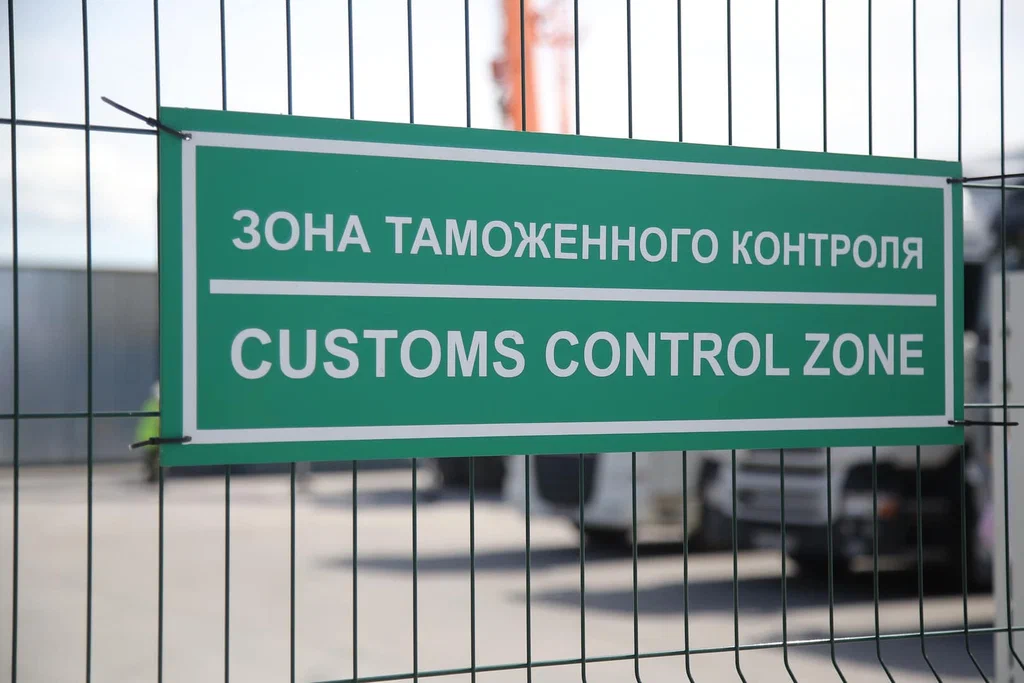 ЗОНА ТАМОЖЕННОГО КОНТРОЛЯ
CUSTOMS CONTROL ZONE